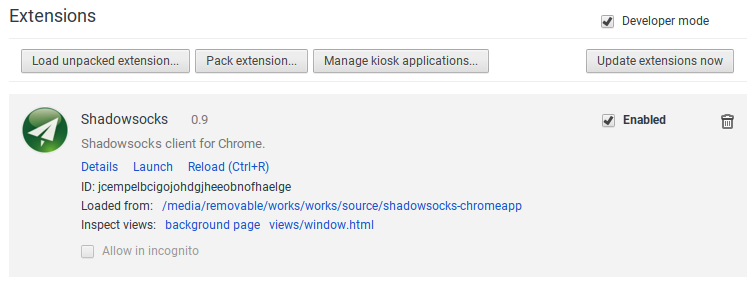 Extensions
Developer mode
Load unpacked extension... Pack extension... Manage kiosk applications... Update extensions now
Shadowsocks 0.9 Enabled
Shadowsocks client for Chrome.
Details Launch Reload (Ctrl+R)
ID: jcempelbcigojohdgjheeobnofhaelge
Loaded from: /media/removable/works/works/source/shadowsocks-chromeapp
Inspect views: background page views/window.html
Allow in incognito